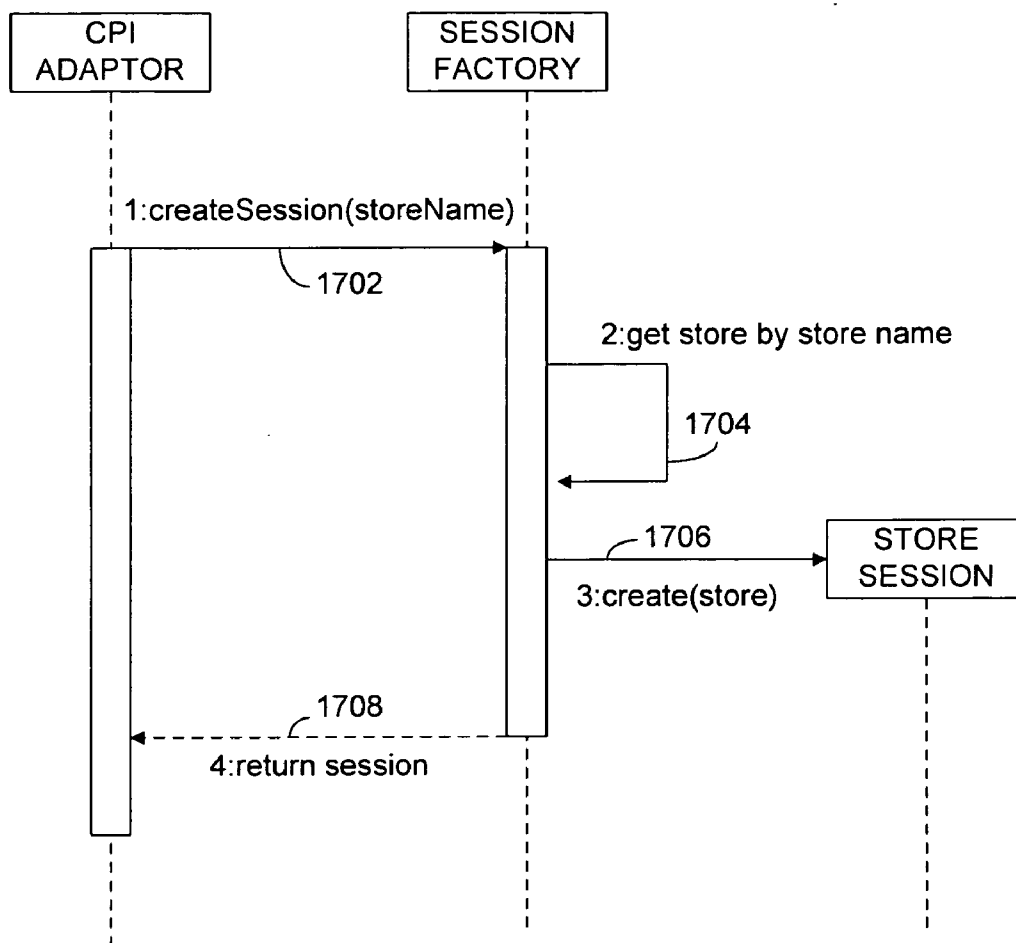 CPI
ADAPTOR
SESSION
FACTORY
1:createSession(storeName)
1702
2:get store by store name
1704
1706
STORE
SESSION
3:create(store)
1708
4:return session